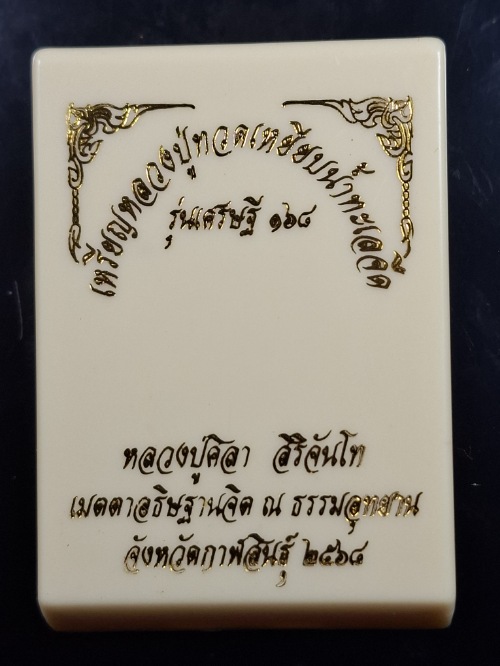 เหรียญหลวงปู่ทวดเหยียบน้ำทะเลจืด
รุ่นเศรษฐี ๑๖๘
หลวงปู่ศิลา สิริจันโท
เมตตาอธิษฐานจิต ณ ธรรมอุทยาน
จังหวัดกาฬสินธุ์ ๒๕๖๘